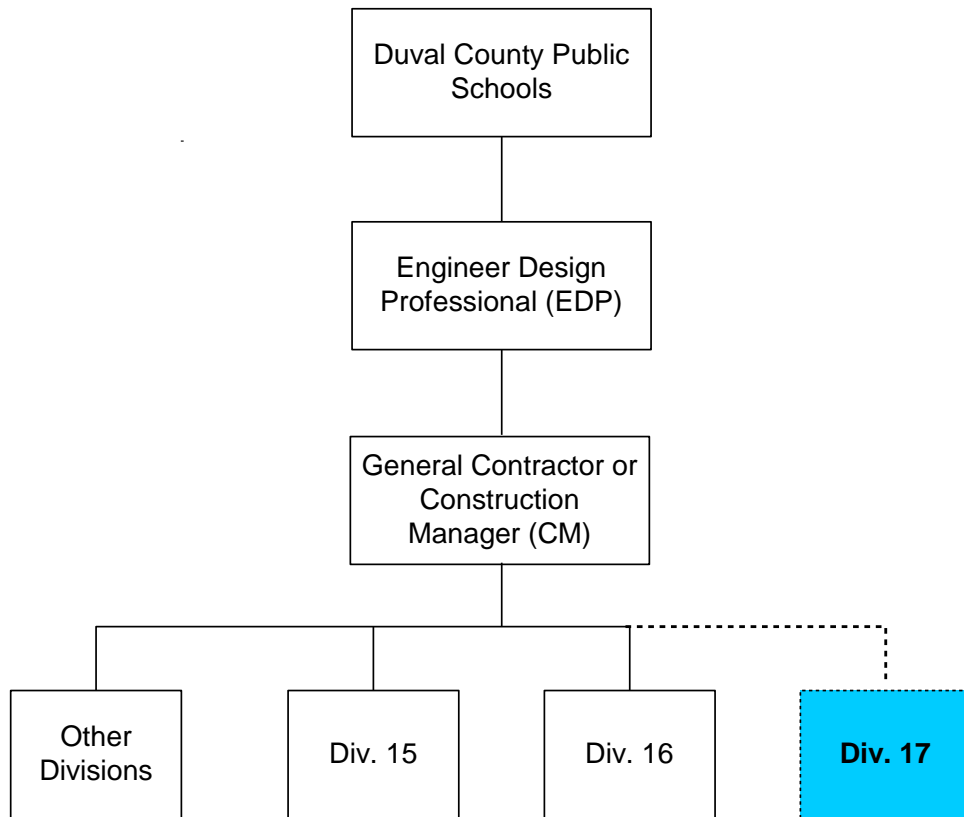 Duval County Public
Schools
Engineer Design
Professional (EDP)
General Contractor or
Construction
Manager (CM)
Other
Divisions
Div. 15
Div. 16
Div. 17